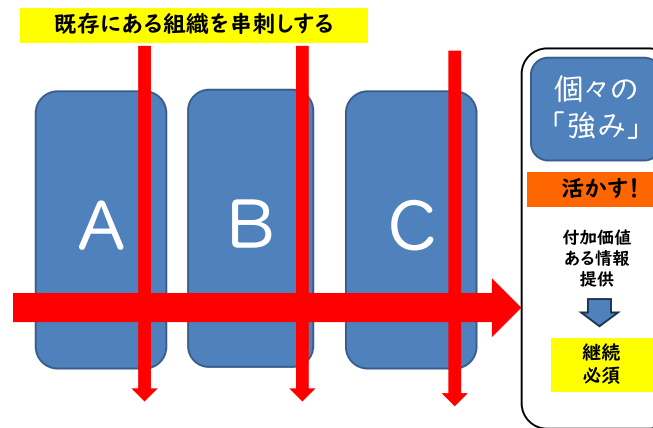 既存にある組織を串刺しする
A
B
C
個々の
「強み」
活かす!
付加価値
ある情報
提供
継続
必須